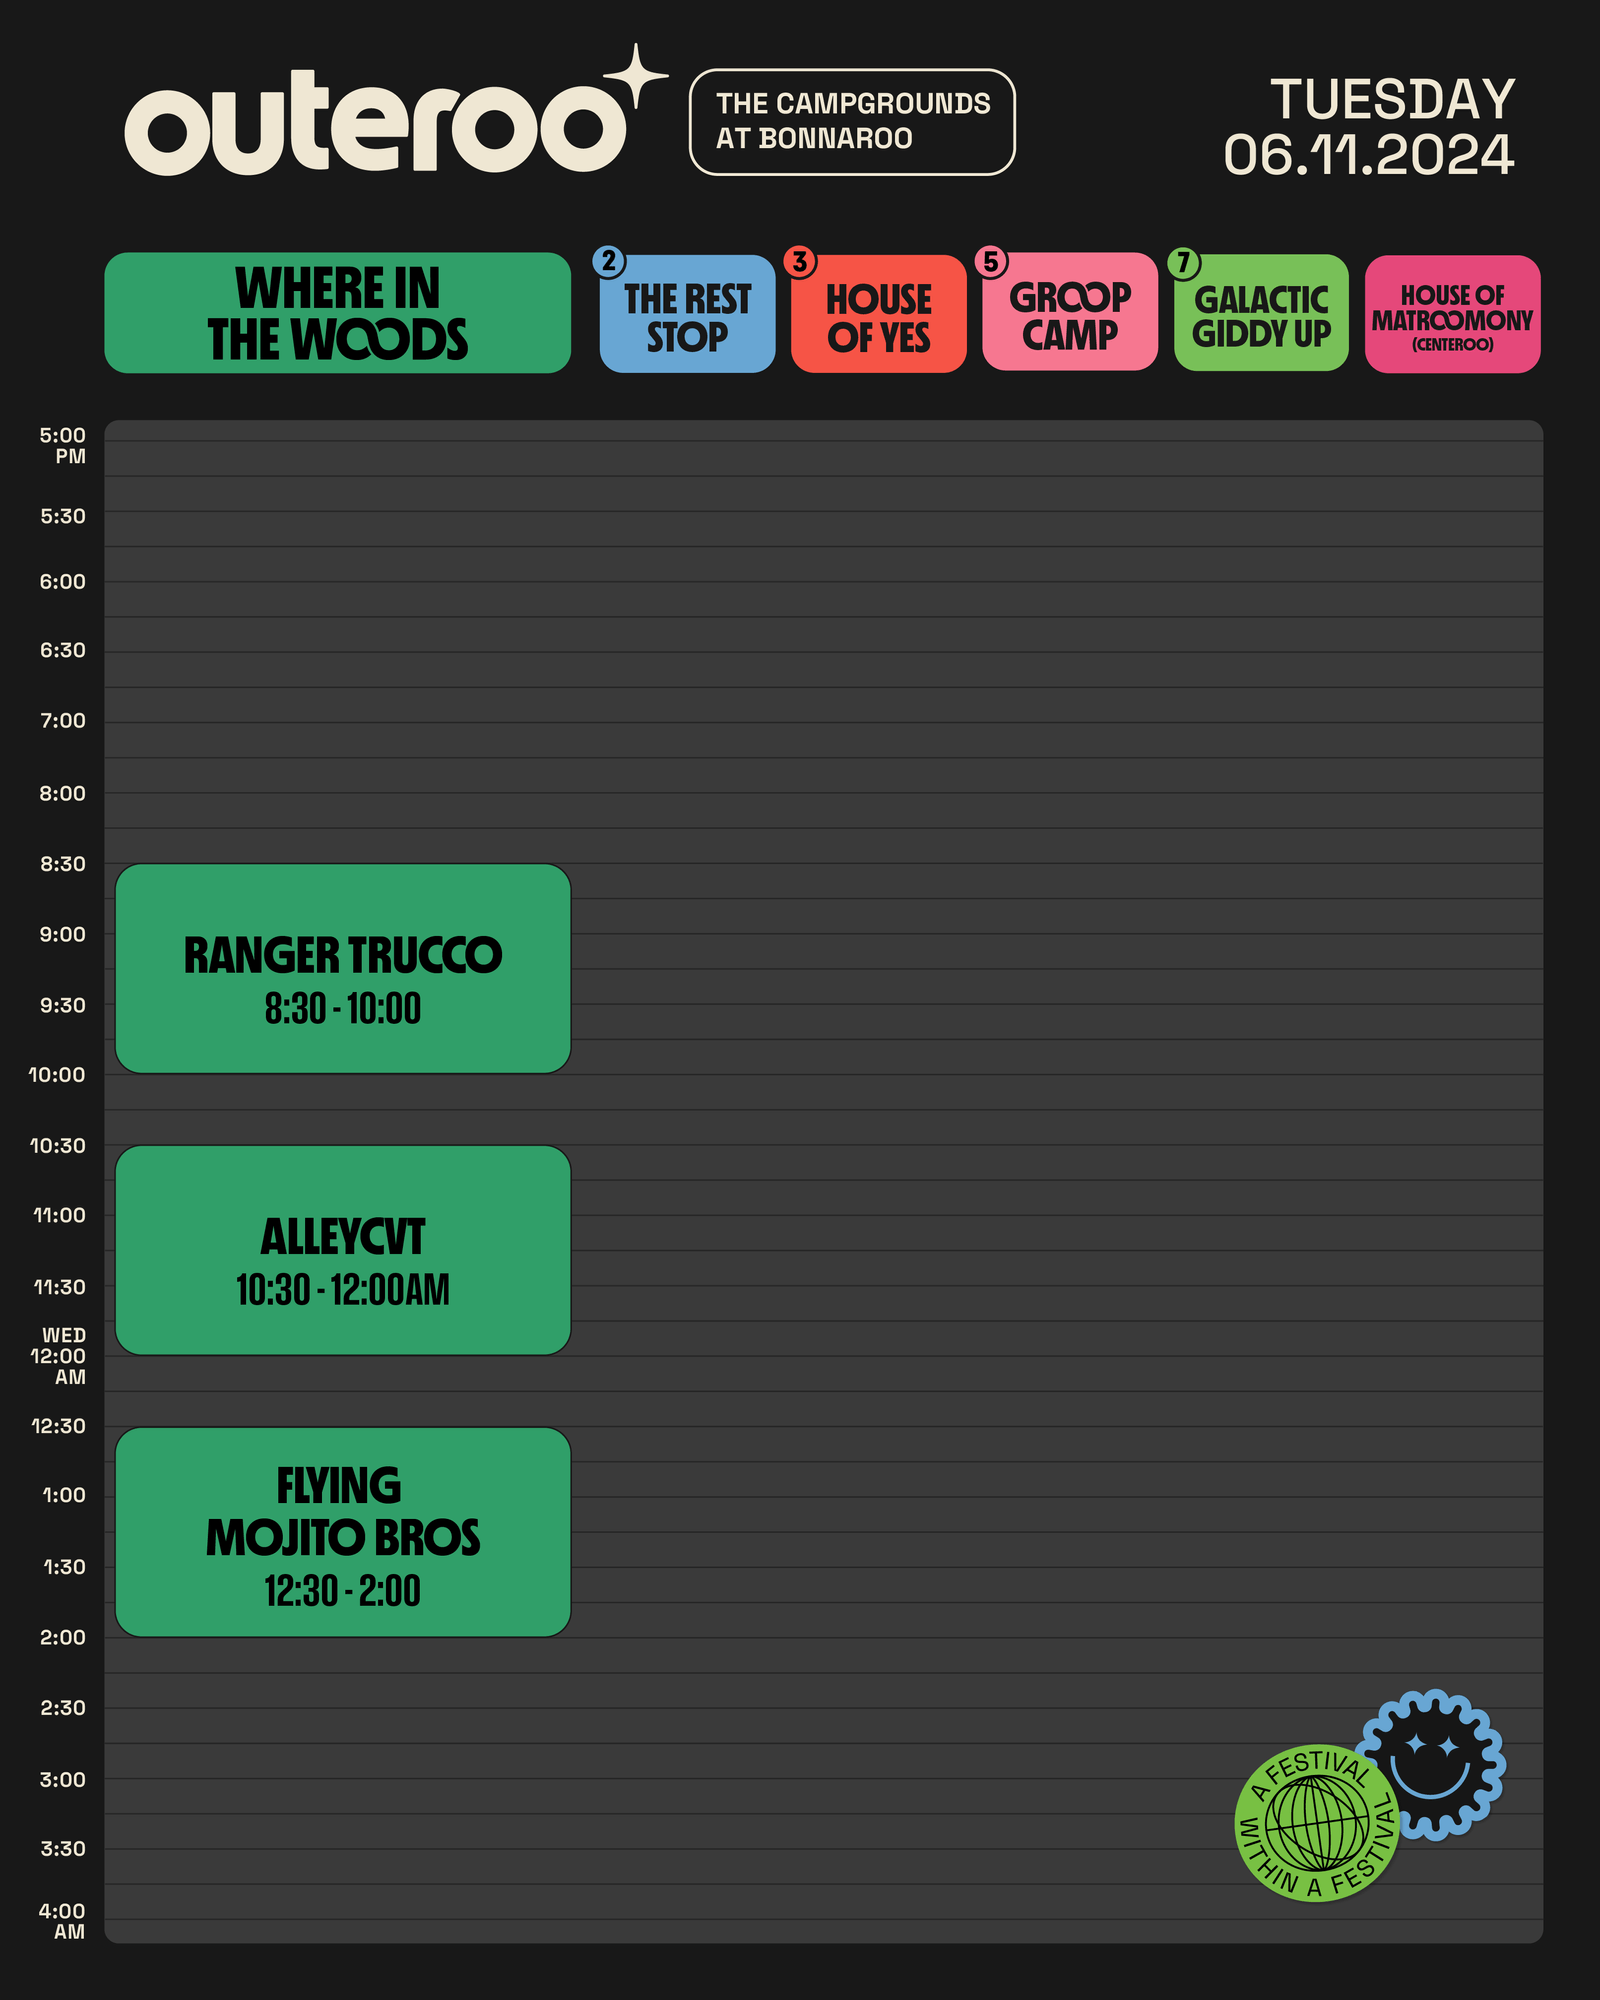 outeroo
THE CAMPGROUNDS
AT BONNAROO
TUESDAY
06.11.2024
WHERE IN
THE WOODS
2
THE REST
STOP
3
HOUSE
OF YES
5
GROOP
CAMP
7
GALACTIC
GIDDY UP
HOUSE OF
MATROOMONY
(CENTEROO)
5:00
PM
5:30
6:00
6:30
7:00
8:00
8:30
9:00
9:30
10:00
10:30
11:00
11:30
WED
12:00
AM
12:30
1:00
1:30
2:00
2:30
3:00
3:30
4:00
AM
RANGER TRUCCO
8:30 - 10:00
ALLEYCVT
10:30 - 12:00AM
FLYING
MOJITO BROS
12:30 - 2:00
A FESTIVAL
WITHIN A FESTIVAL